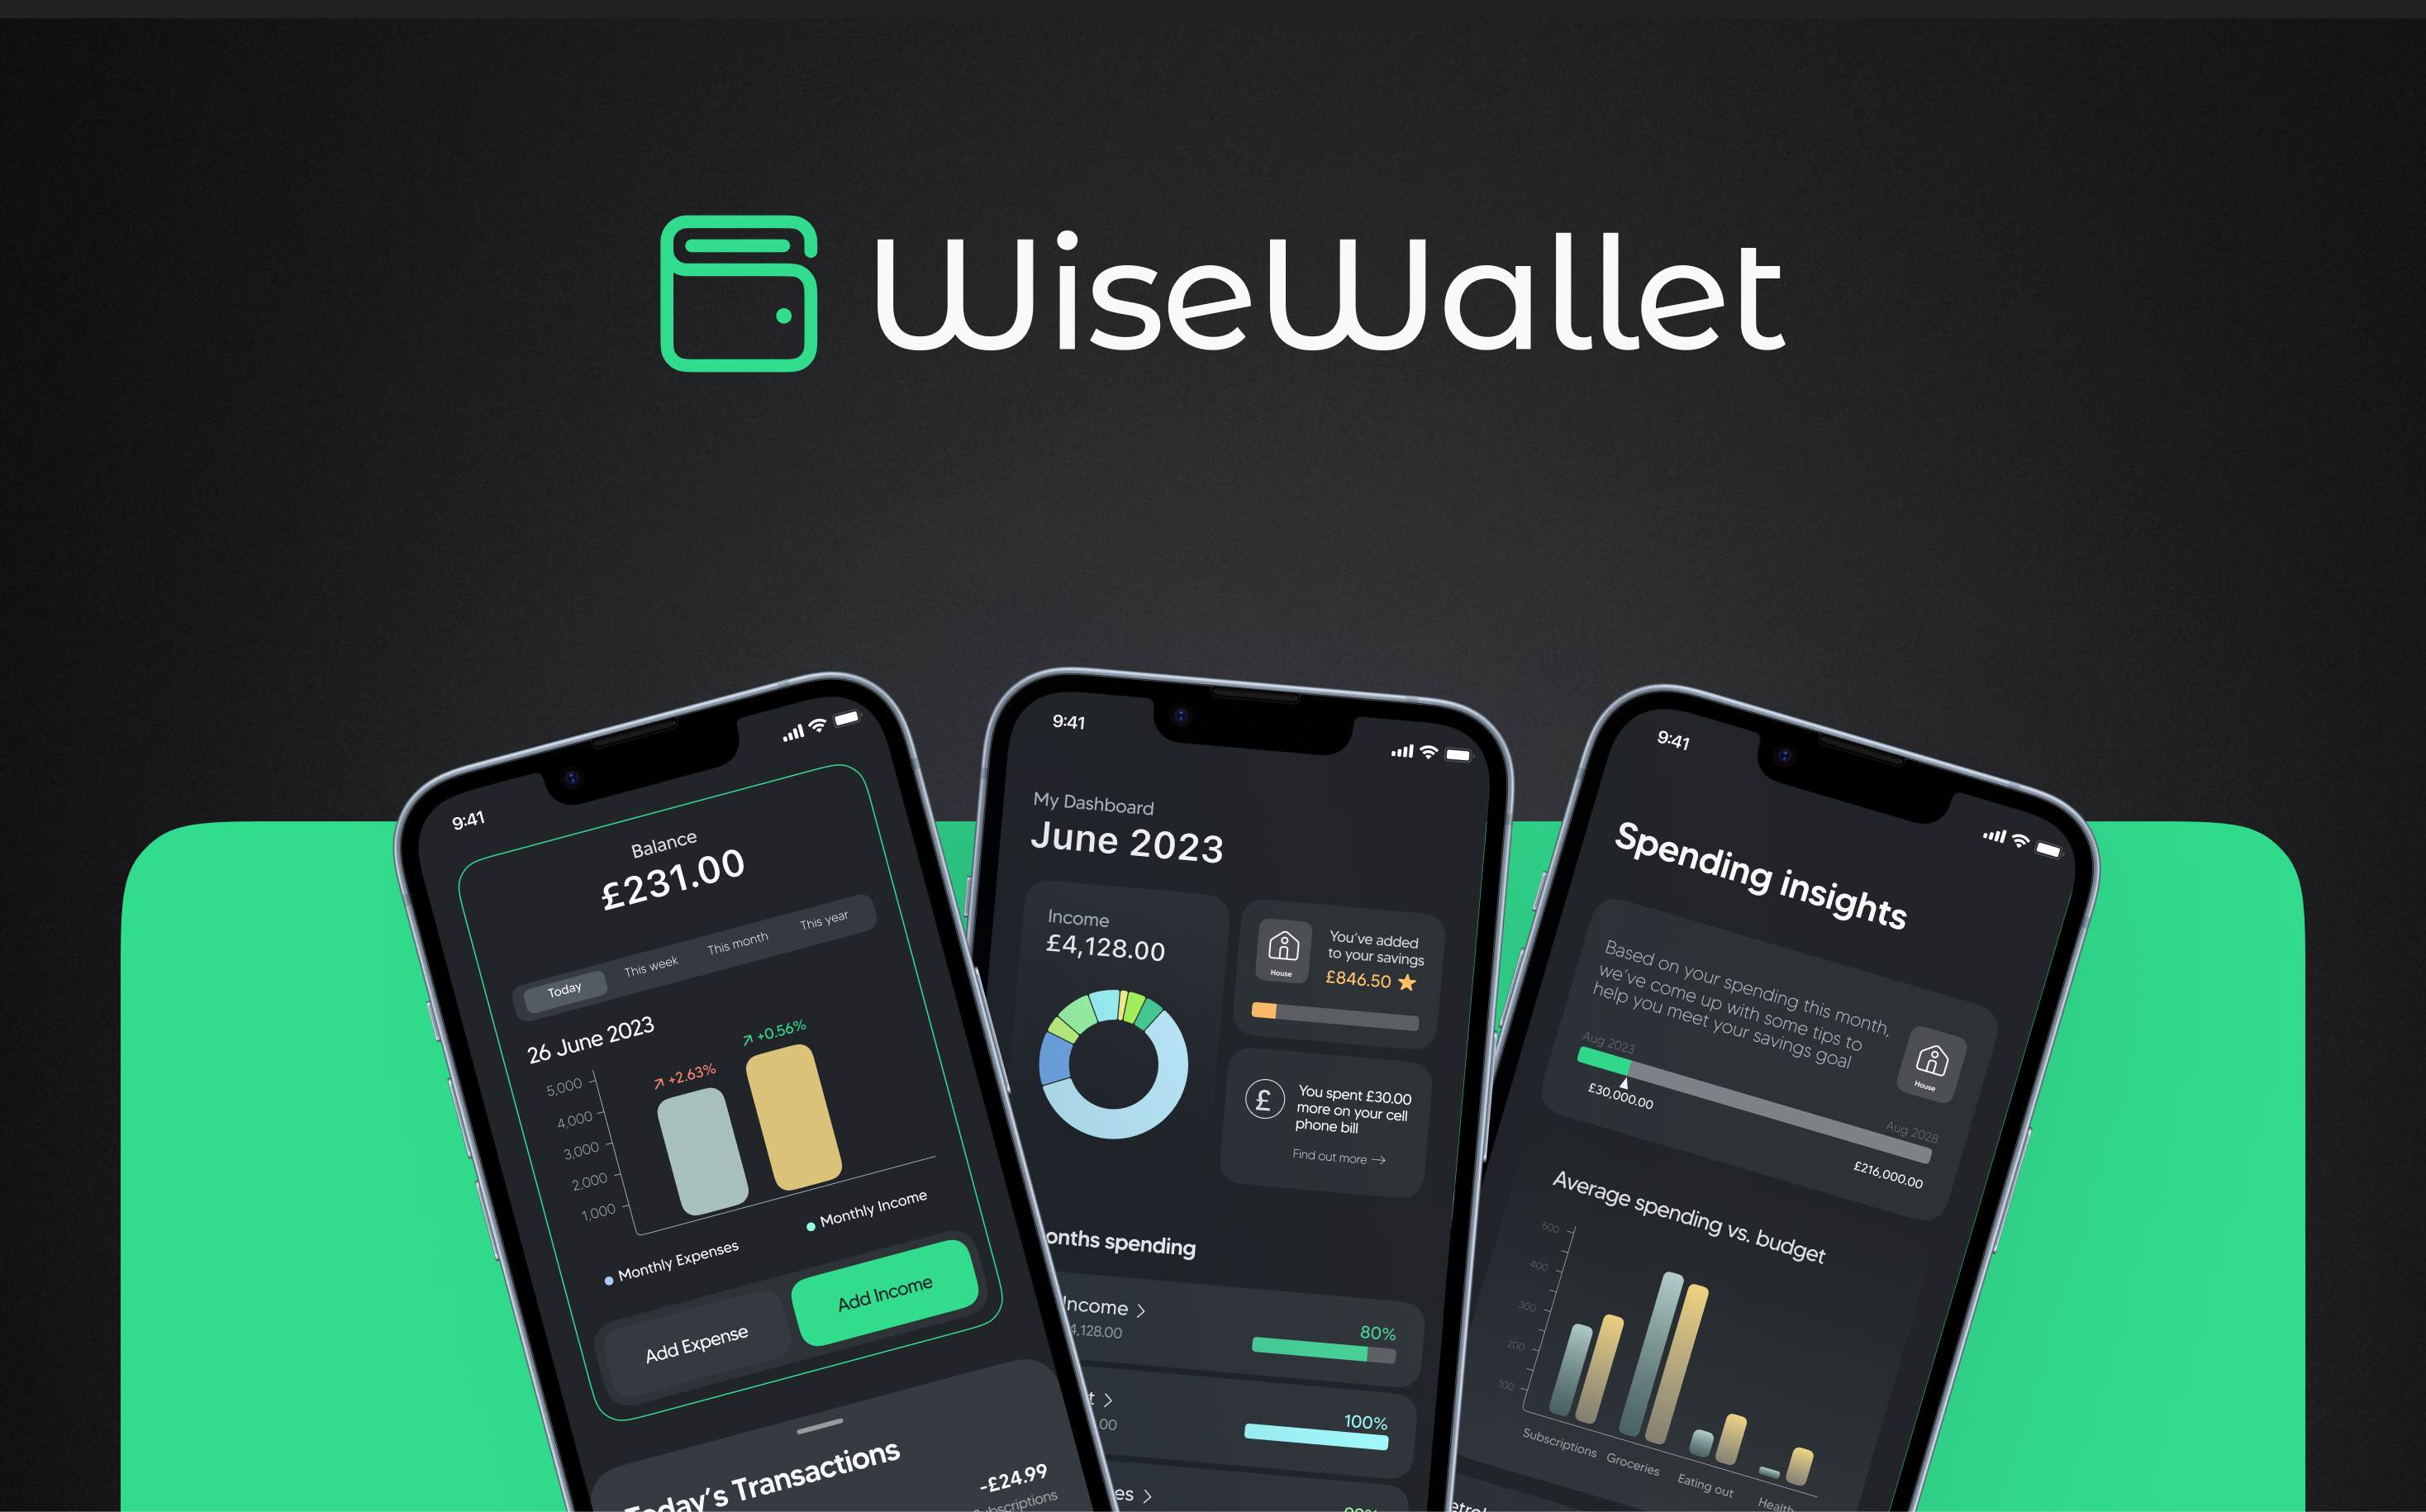 WiseWallet
9:41
Balance
£231.00
Today
This week
This month
This year
26 June 2023
+2.63%
+0.56%
5,000
4,000
3,000
2,000
1,000
Monthly Expenses
Monthly Income
Add Expense
Add Income
Today's Transactions
-£24.99
Subscriptions
9:41
My Dashboard
June 2023
Income
£4,128.00
House
You've added
to your savings
£846.50
£
You spent £30.00
more on your cell
phone bill
Find out more
onths spending
Income
4,128.00
80%
t
.00
100%
es
9:41
Spending insights
Based on your spending this month,
we've come up with some tips to
help you meet your savings goal
House
Aug 2023
£30,000.00
Aug 2028
£216,000.00
Average spending vs. budget
500
400
300
200
100
Subscriptions
Groceries
Eating out
Health